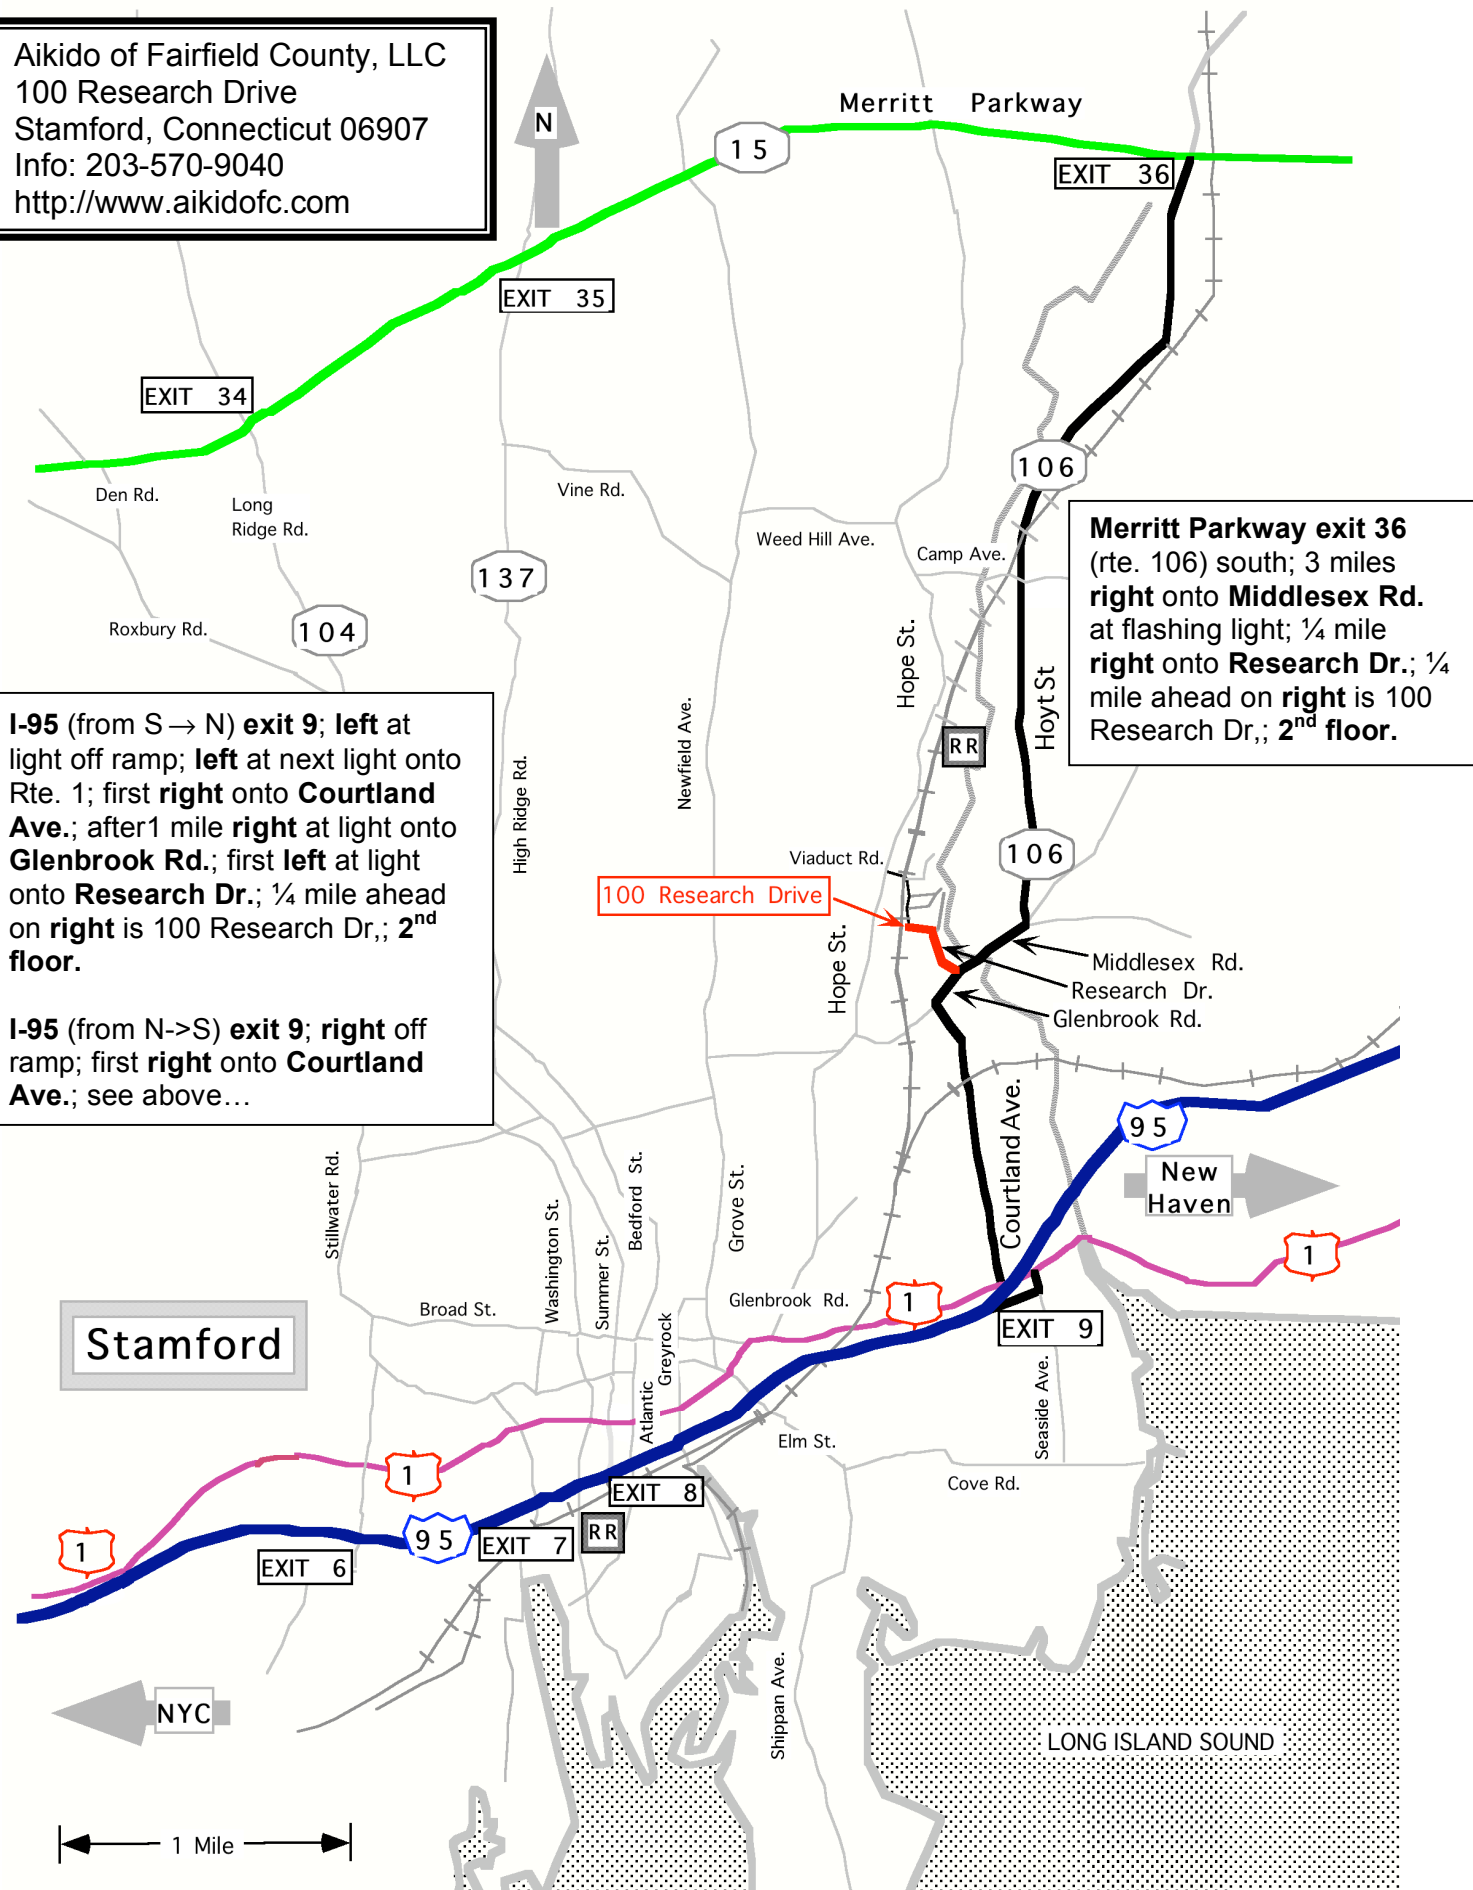 Aikido of Fairfield County, LLC
100 Research Drive
Stamford, Connecticut 06907
Info: 203-570-9040
http://www.aikidofc.com
N
15
Merritt Parkway
EXIT 36
EXIT 35
EXIT 34
Den Rd.
Long
Ridge Rd.
Vine Rd.
Weed Hill Ave.
Camp Ave.
106
137
104
Roxbury Rd.
Hope St.
Hoyt St
Merritt Parkway exit 36
(rte. 106) south; 3 miles
right onto Middlesex Rd.
at flashing light; ¼ mile
right onto Research Dr.; ¼
mile ahead on right is 100
Research Dr,; 2nd floor.
I-95 (from S → N) exit 9; left at
light off ramp; left at next light onto
Rte. 1; first right onto Courtland
Ave.; after1 mile right at light onto
Glenbrook Rd.; first left at light
onto Research Dr.; ¼ mile ahead
on right is 100 Research Dr,; 2nd
floor.
I-95 (from N->S) exit 9; right off
ramp; first right onto Courtland
Ave.; see above…
High Ridge Rd.
Newfield Ave.
RR
106
Viaduct Rd.
100 Research Drive
Hope St.
Middlesex Rd.
Research Dr.
Glenbrook Rd.
Courtland Ave.
95
New
Haven
1
Stillwater Rd.
Washington St.
Summer St.
Bedford St.
Grove St.
Broad St.
Glenbrook Rd.
1
EXIT 9
Stamford
Greyrock
Atlantic
Seaside Ave.
Elm St.
Cove Rd.
1
EXIT 8
RR
1
95
EXIT 7
EXIT 6
NYC
Shippan Ave.
LONG ISLAND SOUND
1 Mile